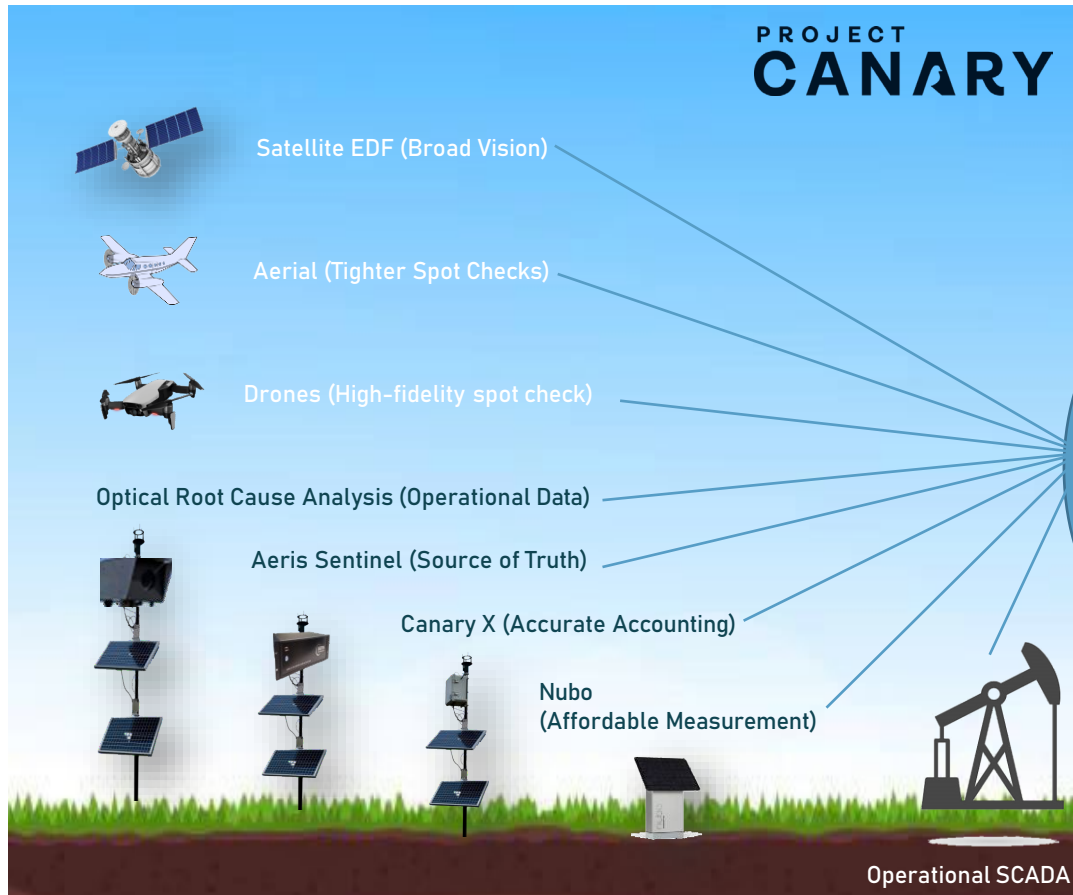 PROJECT
CANARY
Satellite EDF (Broad Vision)
Aerial (Tighter Spot Checks)
Drones (High-fidelity spot check)
Optical Root Cause Analysis (Operational Data)
Aeris Sentinel (Source of Truth)
Canary X (Accurate Accounting)
Nubo
(Affordable Measurement)
Operational SCADA